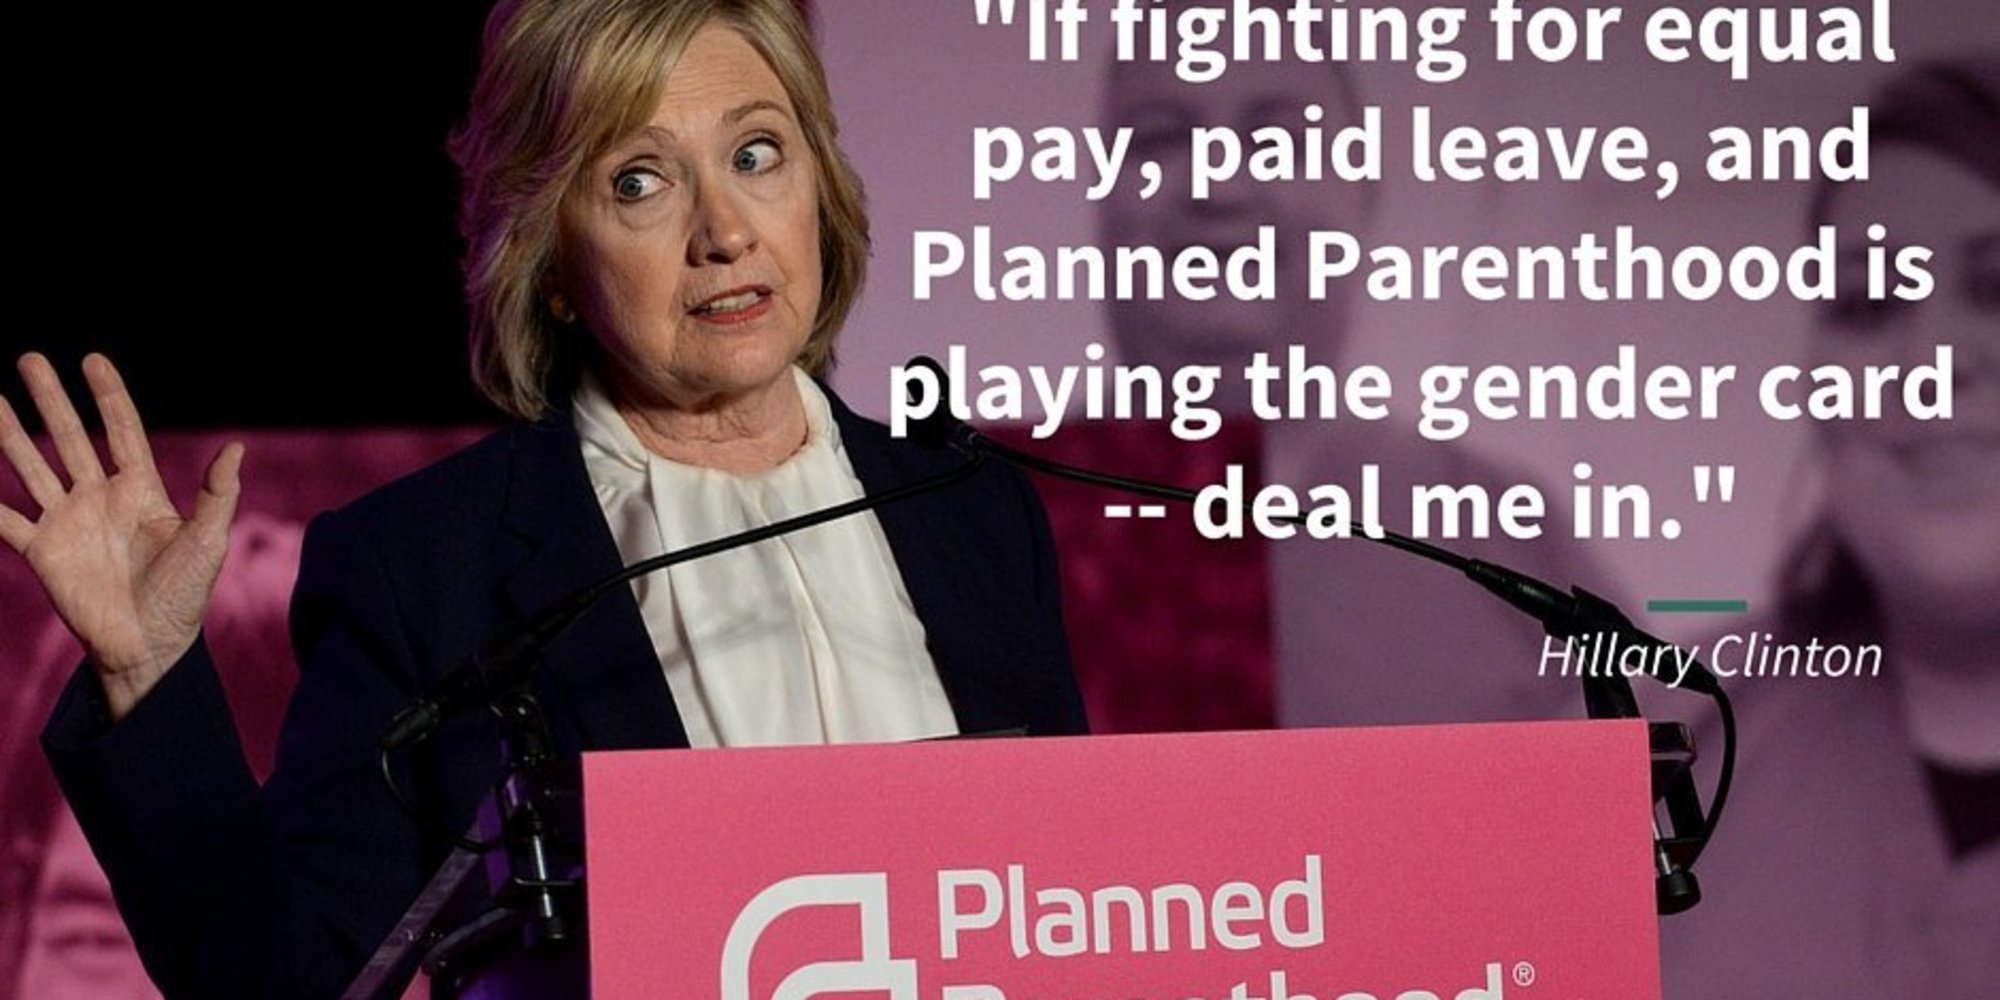 "If fighting for equal
pay, paid leave, and
Planned Parenthood is
playing the gender card
-- deal me in."
Hillary Clinton
Planned
Parenthood®